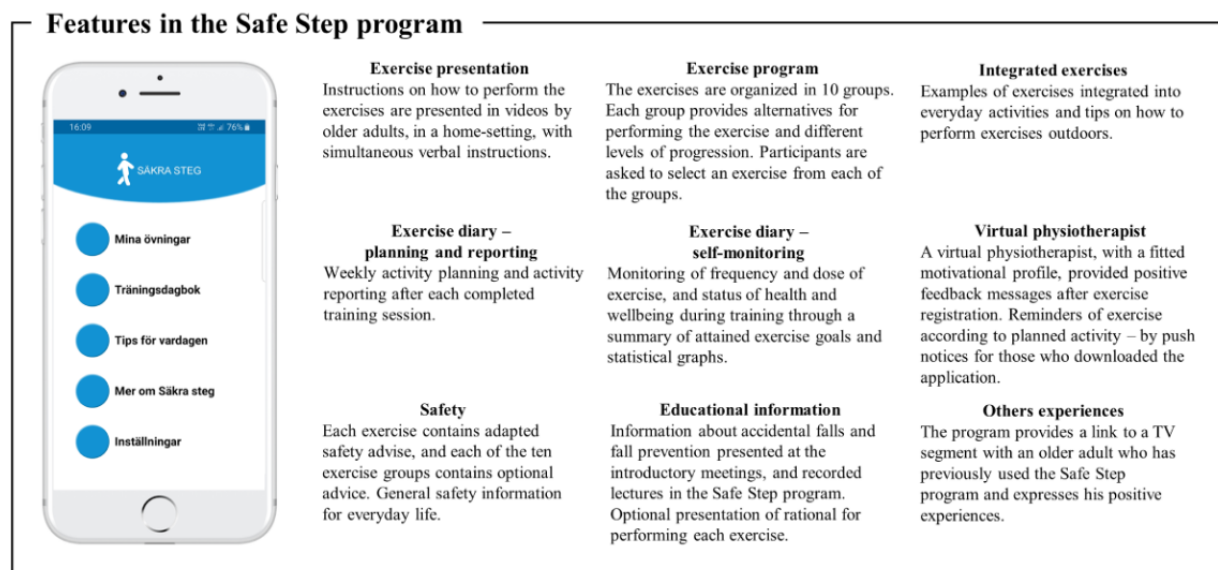 Features in the Safe Step program
16:09
76%
SÄKRA STEG
Mina övningar
Träningsdagbok
Tips för vardagen
Mer om Säkra steg
Inställningar
Exercise presentation
Instructions on how to perform the
exercises are presented in videos by
older adults, in a home-setting, with
simultaneous verbal instructions.
Exercise program
The exercises are organized in 10 groups.
Each group provides alternatives for
performing the exercise and different
levels of progression. Participants are
asked to select an exercise from each of
the groups.
Integrated exercises
Examples of exercises integrated into
everyday activities and tips on how to
perform exercises outdoors.
Exercise diary –
planning and reporting
Weekly activity planning and activity
reporting after each completed
training session.
Exercise diary –
self-monitoring
Monitoring of frequency and dose of
exercise, and status of health and
wellbeing during training through a
summary of attained exercise goals and
statistical graphs.
Virtual physiotherapist
A virtual physiotherapist, with a fitted
motivational profile, provided positive
feedback messages after exercise
registration. Reminders of exercise
according to planned activity – by push
notices for those who downloaded the
application.
Safety
Each exercise contains adapted
safety advise, and each of the ten
exercise groups contains optional
advice. General safety information
for everyday life.
Educational information
Information about accidental falls and
fall prevention presented at the
introductory meetings, and recorded
lectures in the Safe Step program.
Optional presentation of rational for
performing each exercise.
Others experiences
The program provides a link to a TV
segment with an older adult who has
previously used the Safe Step
program and expresses his positive
experiences.